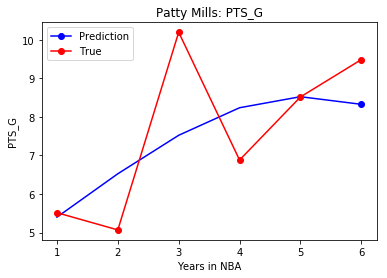 Patty Mills: PTS_G
Prediction
True
10
9
8
7
6
5
PTS_G
1 2 3 4 5 6
Years in NBA